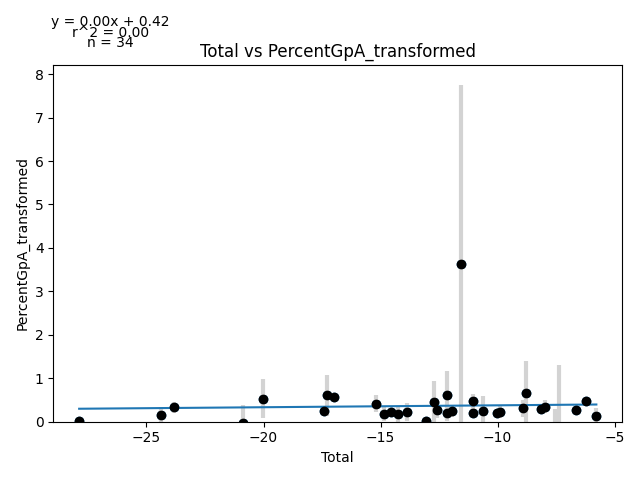 y = 0.00x + 0.42
r^2 = 0.00
n = 34
Total vs PercentGpA_transformed
PercentGpA_transformed
8
7
6
5
4
3
2
1
0
−25
−20
−15
−10
−5
Total